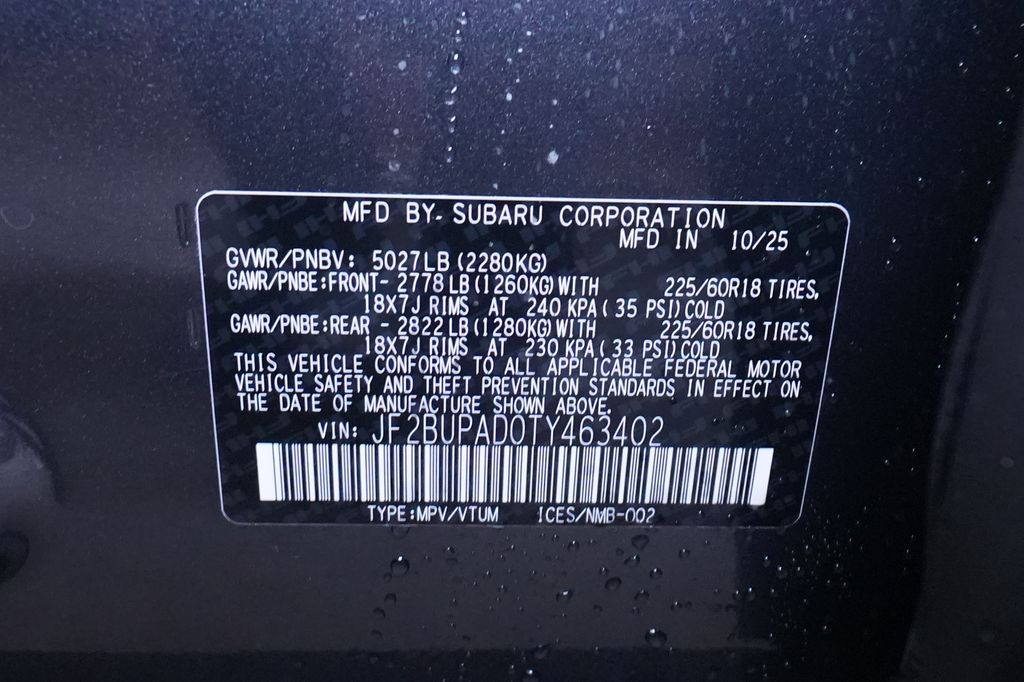 MFD BY- SUBARU CORPORATION
MFD IN 10/25
GVWR/PNBV: 5027LB (2280KG)
GAWR/PNBE:FRONT- 2778 LB (1260KG) WITH 225/60R18 TIRES,
18X7J RIMS AT 240 KPA ( 35 PSI) COLD
GAWR/PNBE:REAR - 2822 LB (1280KG) WITH 225/60R18 TIRES,
18X7J RIMS AT 230 KPA ( 33 PSI) COLD
THIS VEHICLE CONFORMS TO ALL APPLICABLE FEDERAL MOTOR
VEHICLE SAFETY AND THEFT PREVENTION STANDARDS IN EFFECT ON
THE DATE OF MANUFACTURE SHOWN ABOVE.
VIN: JF2BUPAD0TY463402
TYPE:MPV/VTUM ICES/NMB-002